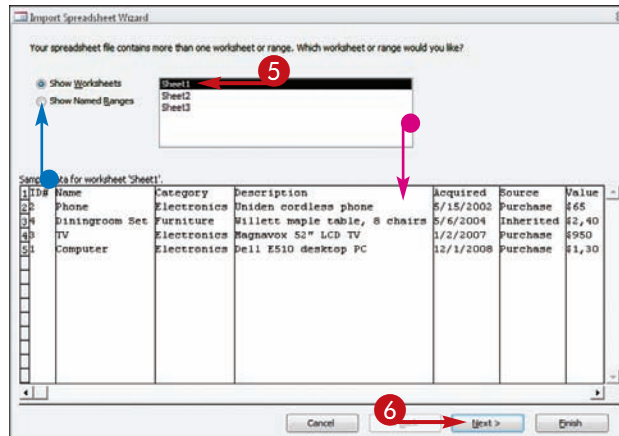 Import Spreadsheet Wizard
Your spreadsheet file contains more than one worksheet or range. Which worksheet or range would you like?
Show Worksheets
Show Named Ranges
Sheet1
Sheet2
Sheet3
5
for worksheet 'Sheet1'.
1 ID# Name Category Description Acquired Source Value
2 2 Phone Electronics Uniden cordless phone 5/15/2002 Purchase $65
3 4 Diningroom Set Furniture Willett maple table, 8 chairs 5/6/2004 Inherited $2,40
4 3 TV Electronics Magnavox 52" LCD TV 1/2/2007 Purchase $950
5 1 Computer Electronics Dell E510 desktop PC 12/1/2008 Purchase $1,30
Cancel
6
Next >
Finish